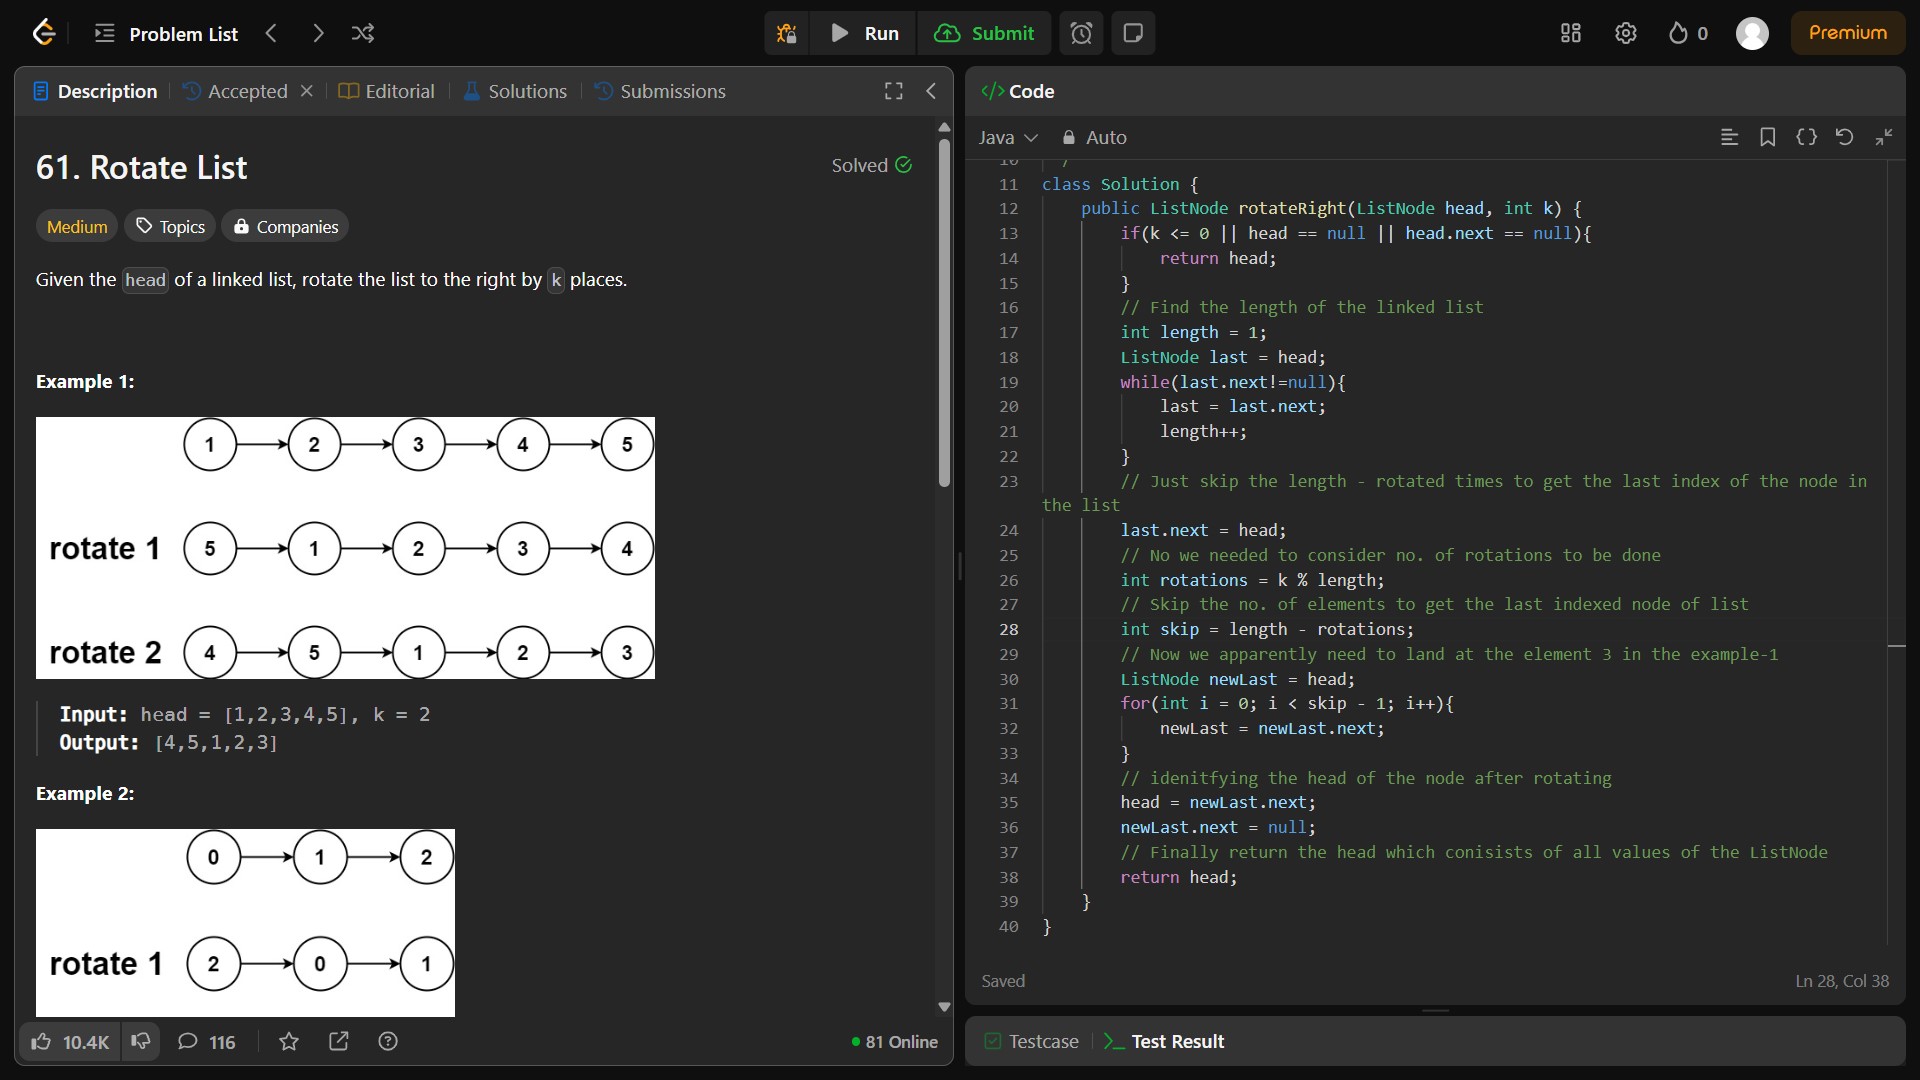 Problem List
Run
Submit
0
Premium
Description
Accepted
Editorial
Solutions
Submissions
61. Rotate List
Solved
Medium
Topics
Companies
Given the head of a linked list, rotate the list to the right by k places.
Example 1:
1 2 3 4 5
rotate 1 5 1 2 3 4
rotate 2 4 5 1 2 3
Input: head = [1,2,3,4,5], k = 2
Output: [4,5,1,2,3]
Example 2:
0 1 2
rotate 1 2 0 1
10.4K
116
81 Online
</> Code
Java
Auto
10 /
11 class Solution {
12 public ListNode rotateRight(ListNode head, int k) {
13 if(k <= 0 || head == null || head.next == null){
14 return head;
15 }
16 // Find the length of the linked list
17 int length = 1;
18 ListNode last = head;
19 while(last.next!=null){
20 last = last.next;
21 length++;
22 }
23 // Just skip the length - rotated times to get the last index of the node in
the list
24 last.next = head;
25 // No we needed to consider no. of rotations to be done
26 int rotations = k % length;
27 // Skip the no. of elements to get the last indexed node of list
28 int skip = length - rotations;
29 // Now we apparently need to land at the element 3 in the example-1
30 ListNode newLast = head;
31 for(int i = 0; i < skip - 1; i++){
32 newLast = newLast.next;
33 }
34 // idenitfying the head of the node after rotating
35 head = newLast.next;
36 newLast.next = null;
37 // Finally return the head which conisists of all values of the ListNode
38 return head;
39 }
40 }
Saved
Ln 28, Col 38
Testcase
Test Result